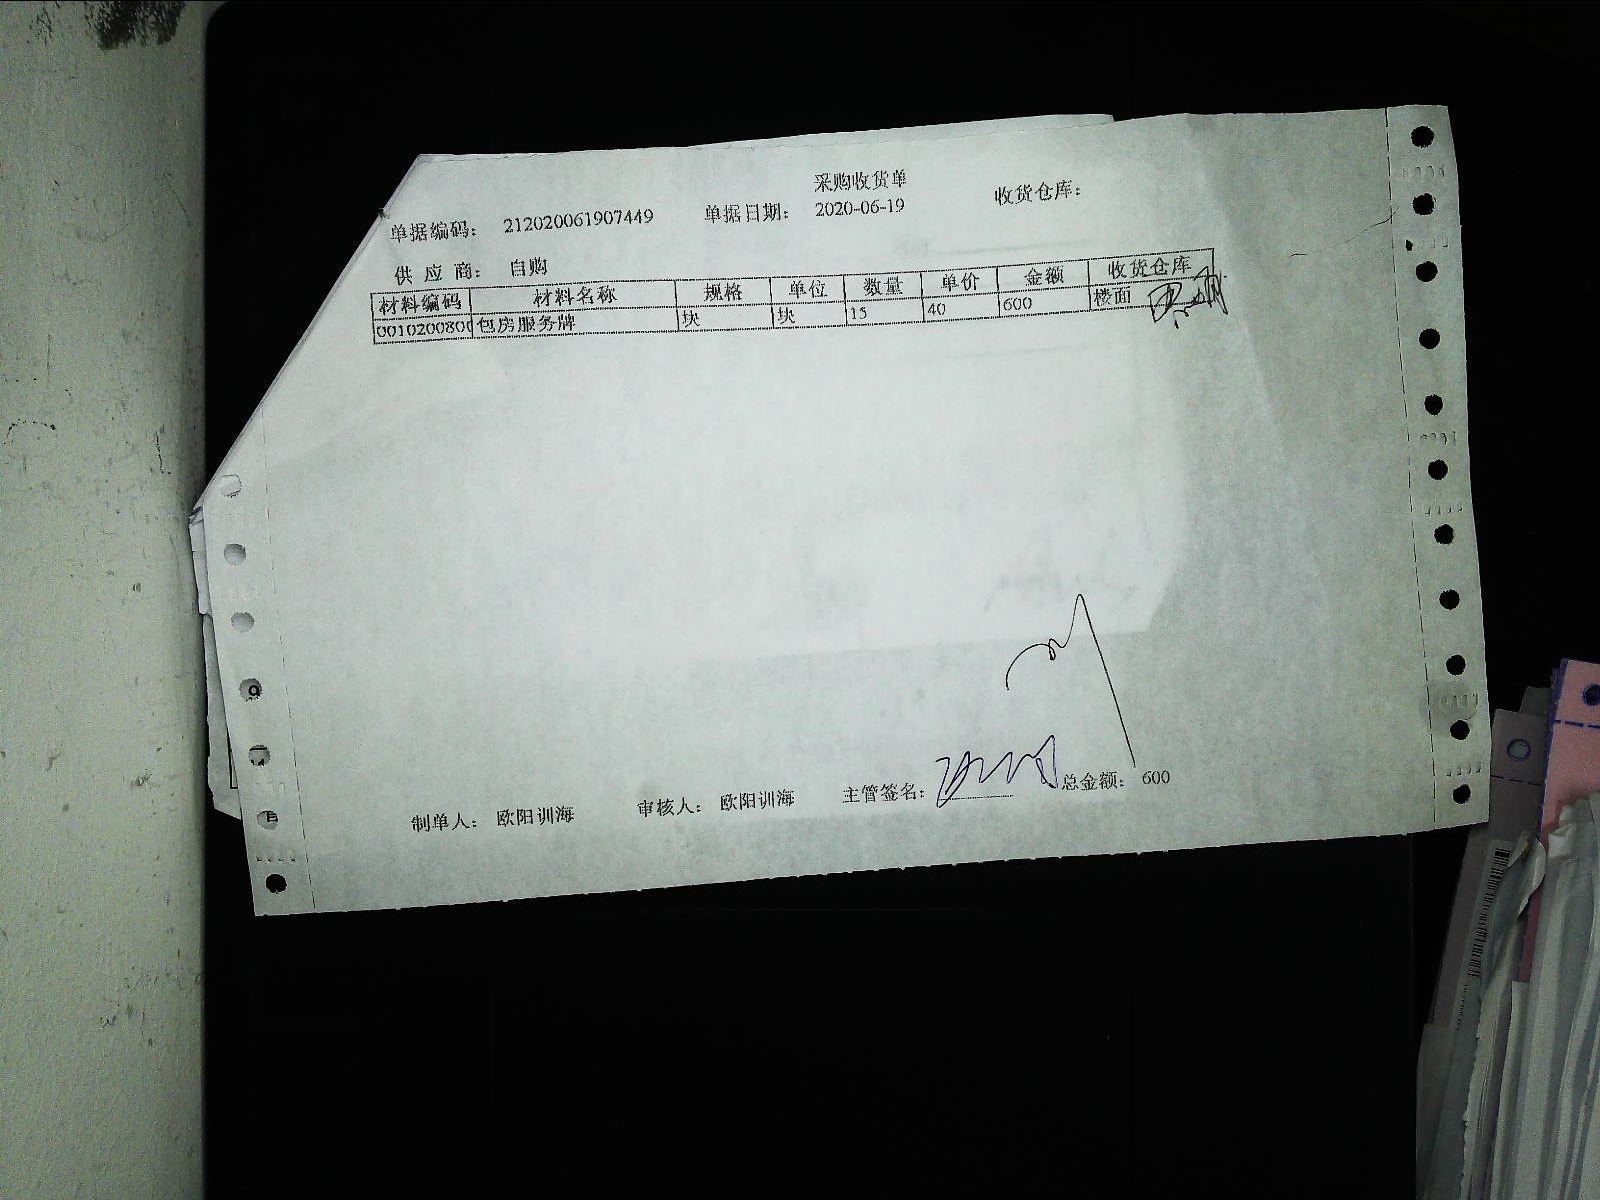 采购收货单
单据编码： 212020061907449 单据日期： 2020-06-19 收货仓库：
供应商： 自购
材料编码 材料名称 规格 单位 数量 单价 金额 收货仓库
0010200800 包房服务牌 块 块 15 40 600 楼面
制单人： 欧阳训海 审核人： 欧阳训海 主管签名： 总金额： 600